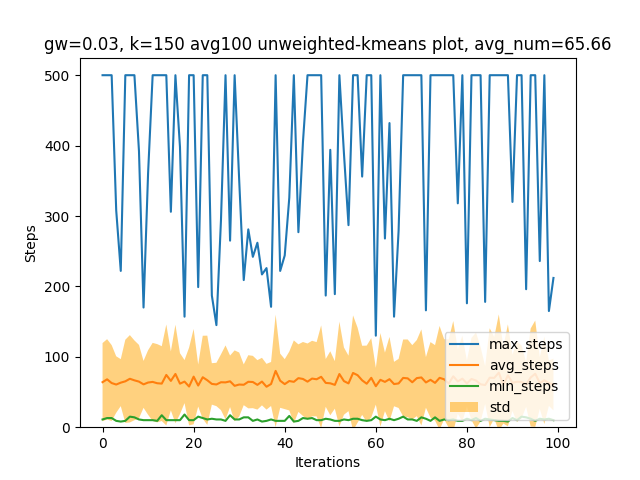 gw=0.03, k=150 avg100 unweighted-kmeans plot, avg_num=65.66
500
400
300
200
100
0
Steps
max_steps
avg_steps
min_steps
std
0 20 40 60 80 100
Iterations